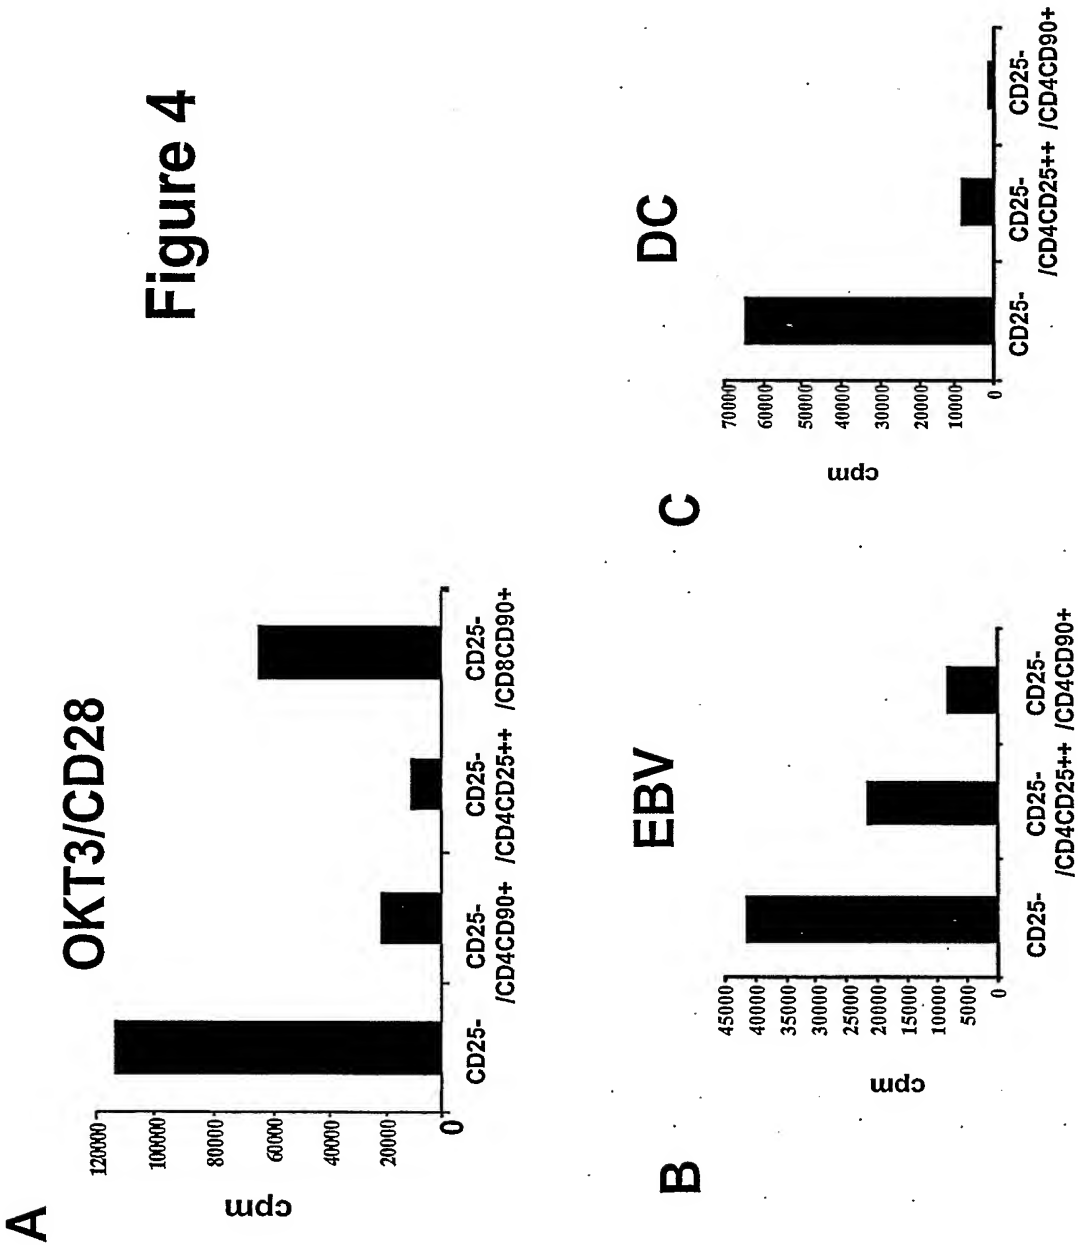 Figure 4
A
OKT3/CD28
cpm
120000
100000
80000
60000
40000
20000
0
CD25-
CD25-
/CD4CD90+
CD25-
/CD4CD25++
CD25-
/CD8CD90+
B
EBV
cpm
45000
40000
35000
30000
25000
20000
15000
10000
5000
0
CD25-
CD25-
/CD4CD25++
CD25-
/CD4CD90+
C
DC
cpm
70000
60000
50000
40000
30000
20000
10000
0
CD25-
CD25-
/CD4CD25++
CD25-
/CD4CD90+